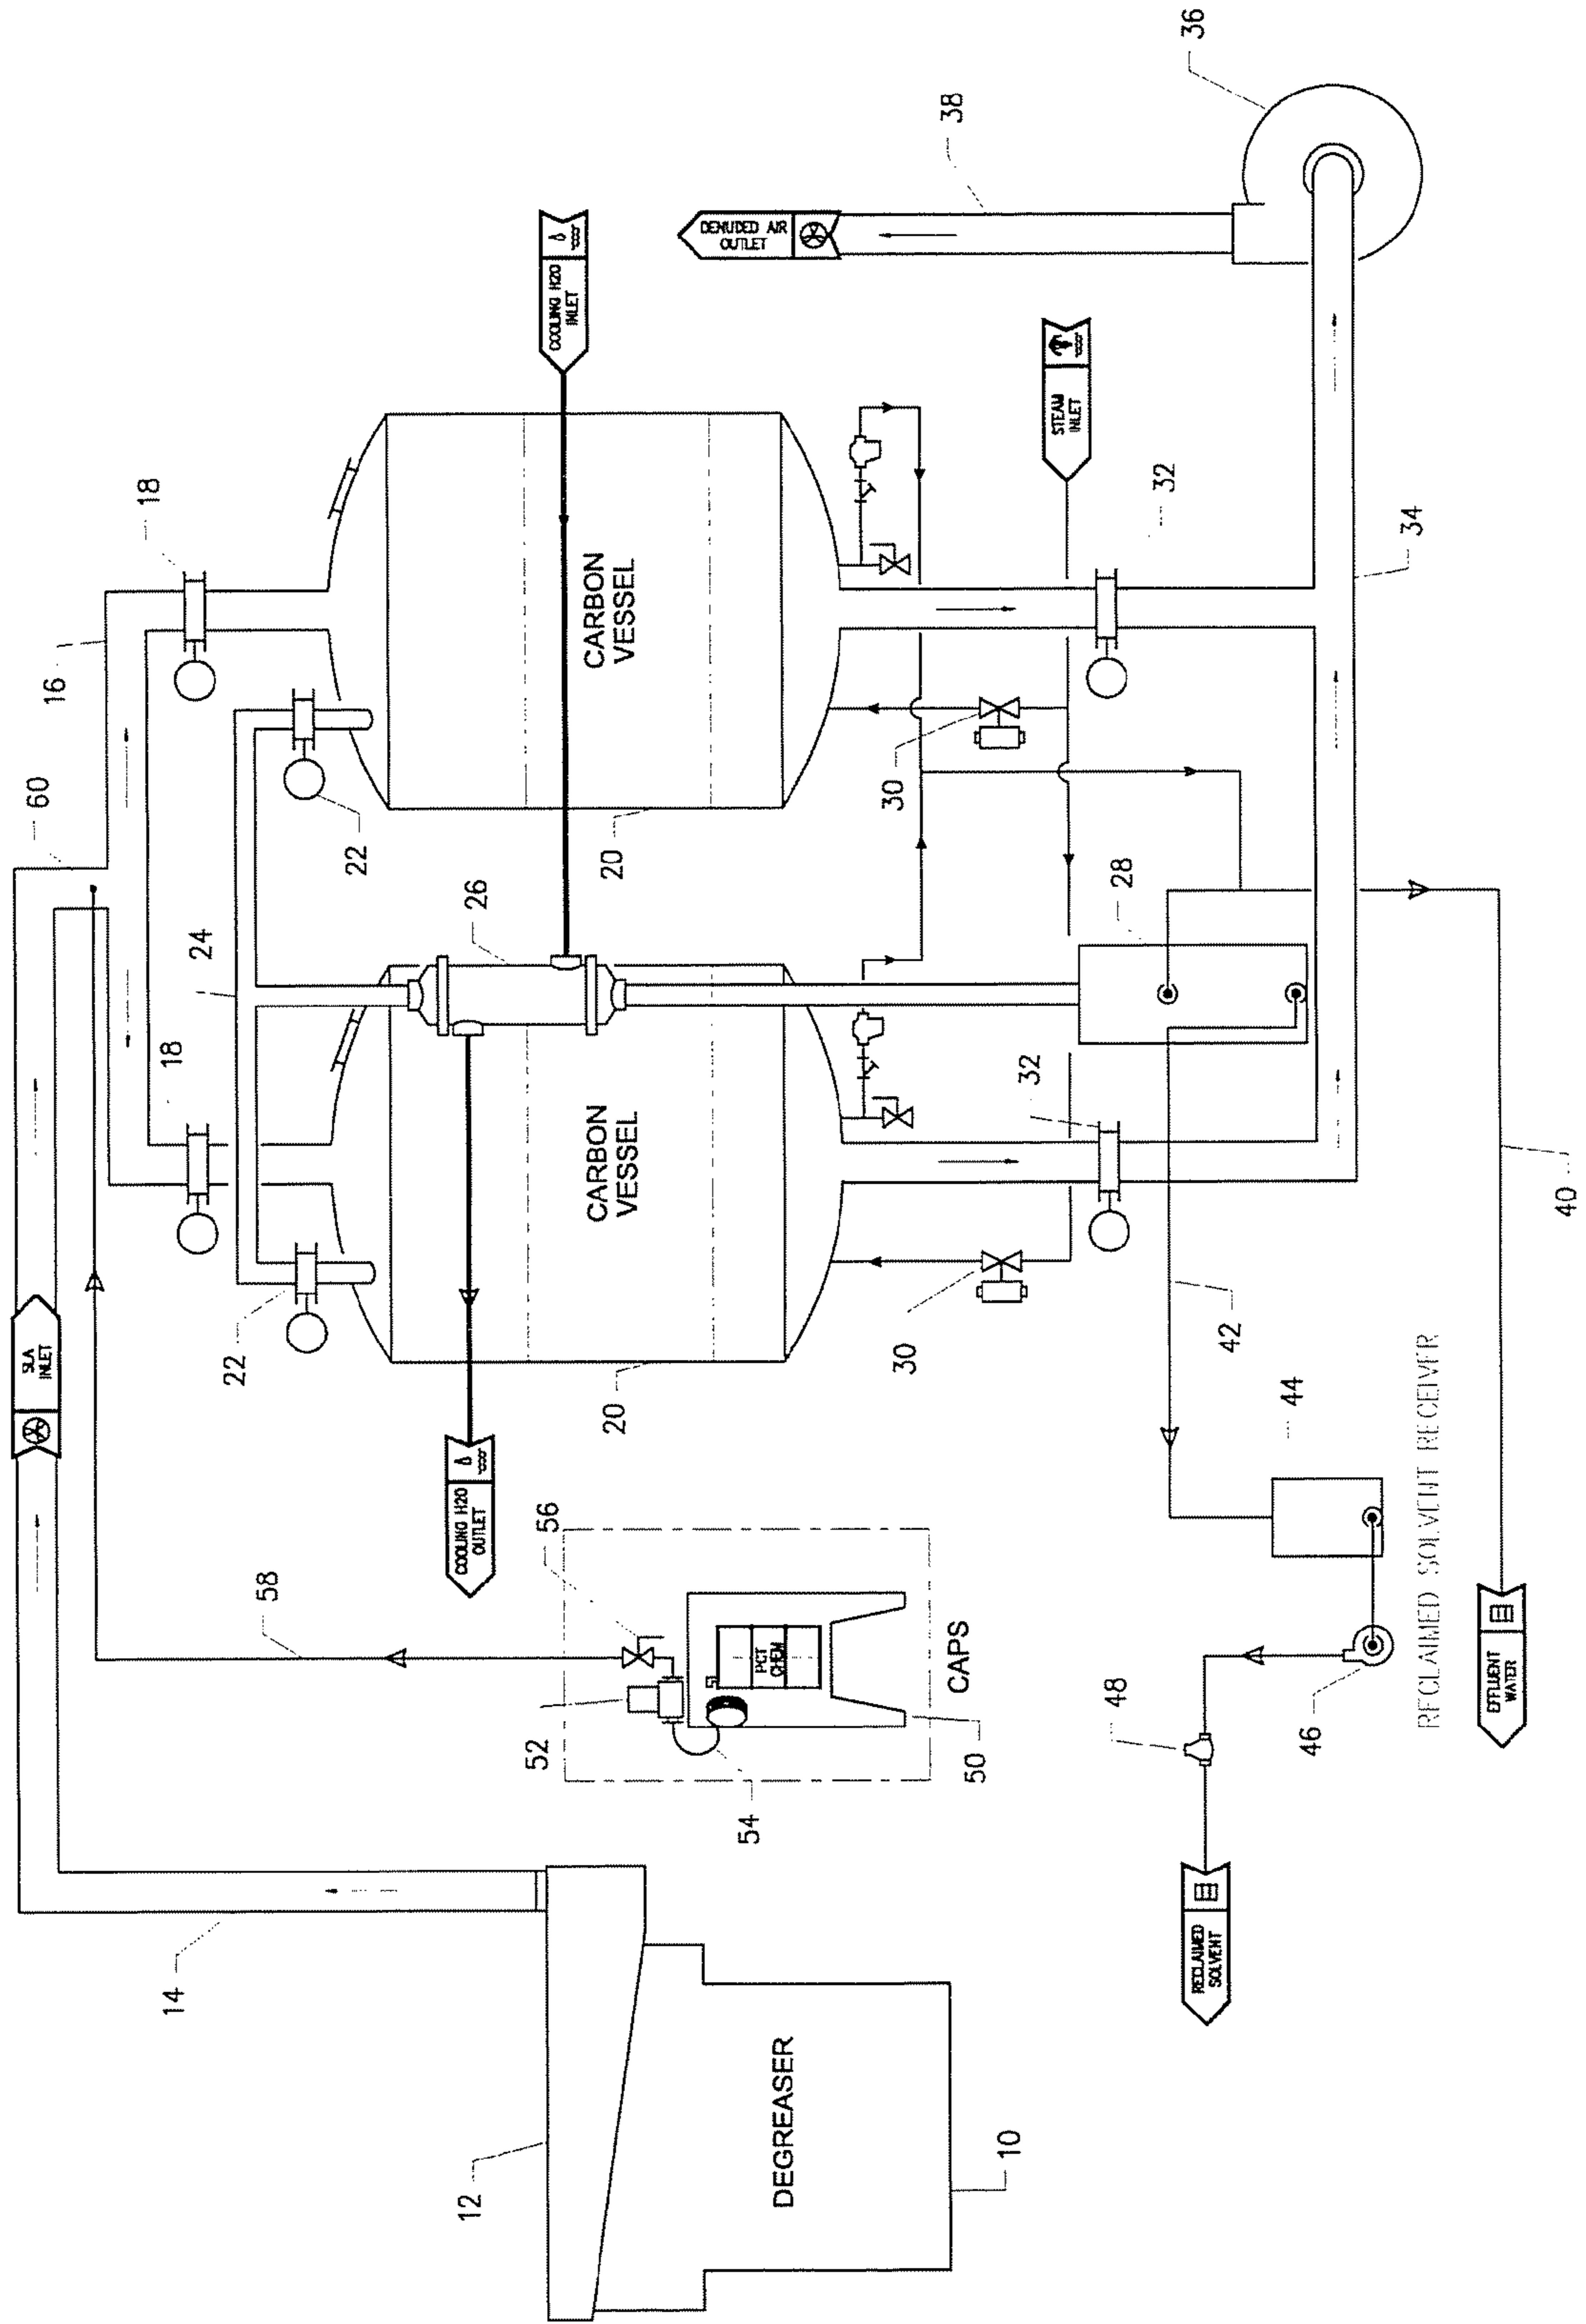 36
38
DENUDED AIR
OUTLET
COOLING H2O
INLET
STEAM
INLET
18
16
32
34
CARBON
VESSEL
60
22
20
30
24
26
28
18
32
CARBON
VESSEL
22
20
30
42
40
SLA
INLET
COOLING H2O
OUTLET
44
RECLAIMED SOLVENT RECEIVER
58
56
PCT
CHEM
CAPS
52
50
54
48
46
EFFLUENT
WATER
RECLAIMED
SOLVENT
14
12
DEGREASER
10